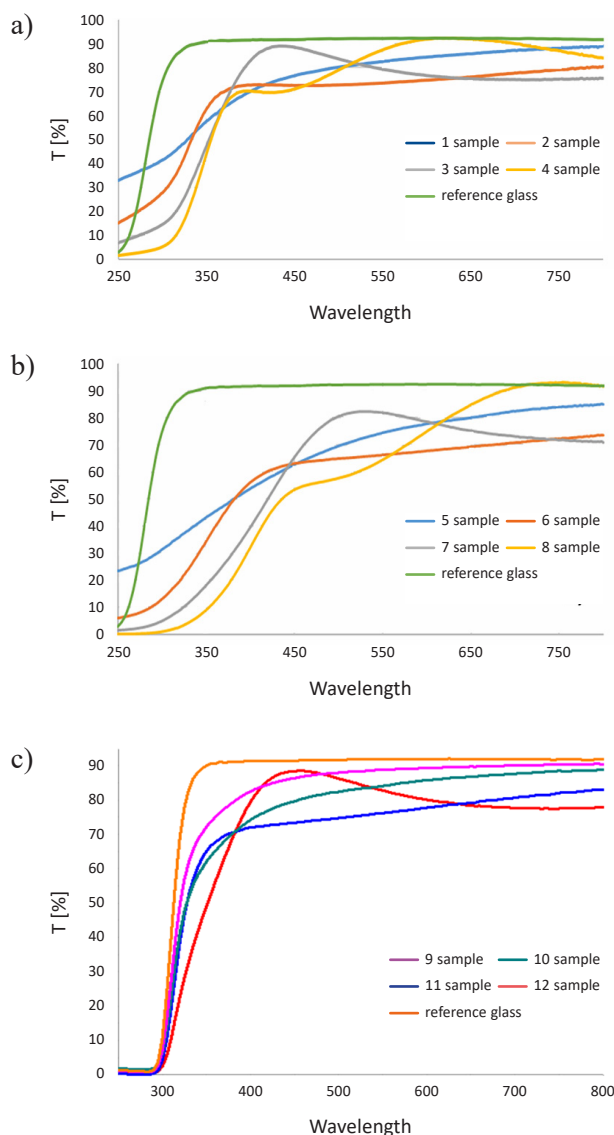 a)
100
90
80
70
60
50
40
30
20
10
0
T [%]
1 sample 2 sample
3 sample 4 sample
reference glass
250 350 450 550 650 750
Wavelength
b)
100
90
80
70
60
50
40
30
20
10
0
T [%]
5 sample 6 sample
7 sample 8 sample
reference glass
250 350 450 550 650 750
Wavelength
c)
90
80
70
60
50
40
30
20
10
0
T [%]
9 sample 10 sample
11 sample 12 sample
reference glass
300 400 500 600 700 800
Wavelength